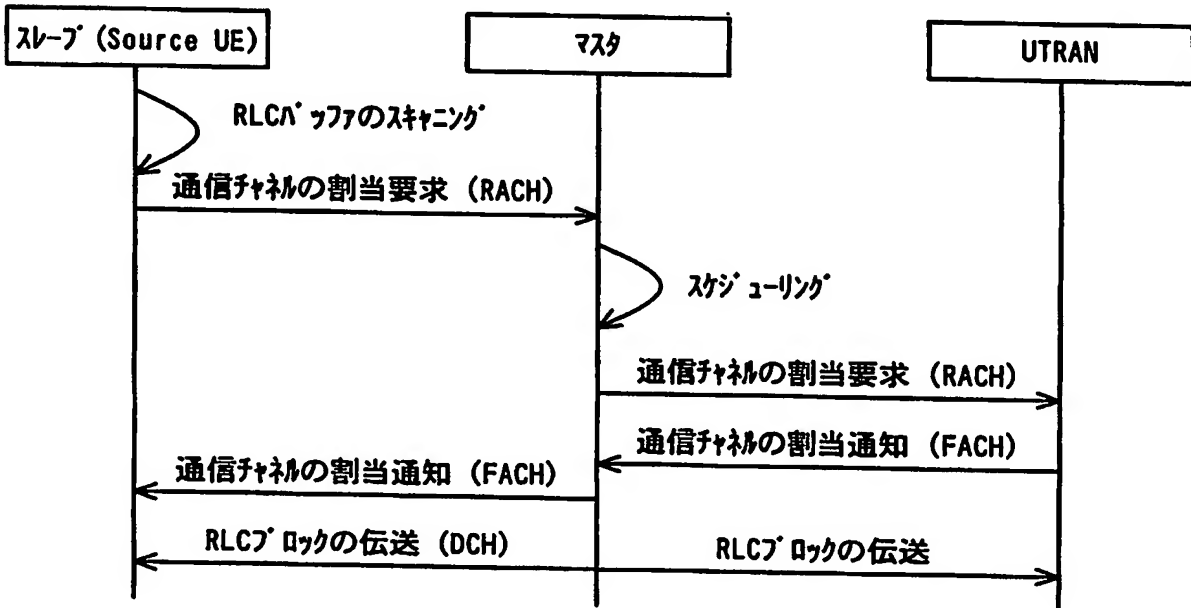 ｽﾚｰﾌﾞ (Source UE)
ﾏｽﾀ
UTRAN
RLCﾊﾞｯﾌｧのｽｷｬﾆﾝｸﾞ
通信ﾁｬﾈﾙの割当要求 (RACH)
ｽｹｼﾞｭｰﾘﾝｸﾞ
通信ﾁｬﾈﾙの割当要求 (RACH)
通信ﾁｬﾈﾙの割当通知 (FACH)
通信ﾁｬﾈﾙの割当通知 (FACH)
RLCﾌﾞﾛｯｸの伝送 (DCH)
RLCﾌﾞﾛｯｸの伝送